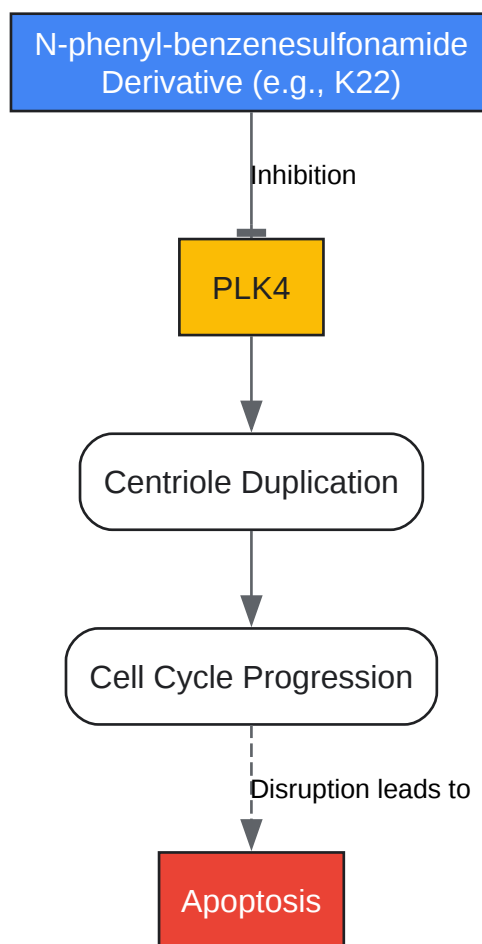 N-phenyl-benzenesulfonamide
Derivative (e.g., K22)
Inhibition
PLK4
Centriole Duplication
Cell Cycle Progression
Disruption leads to
Apoptosis